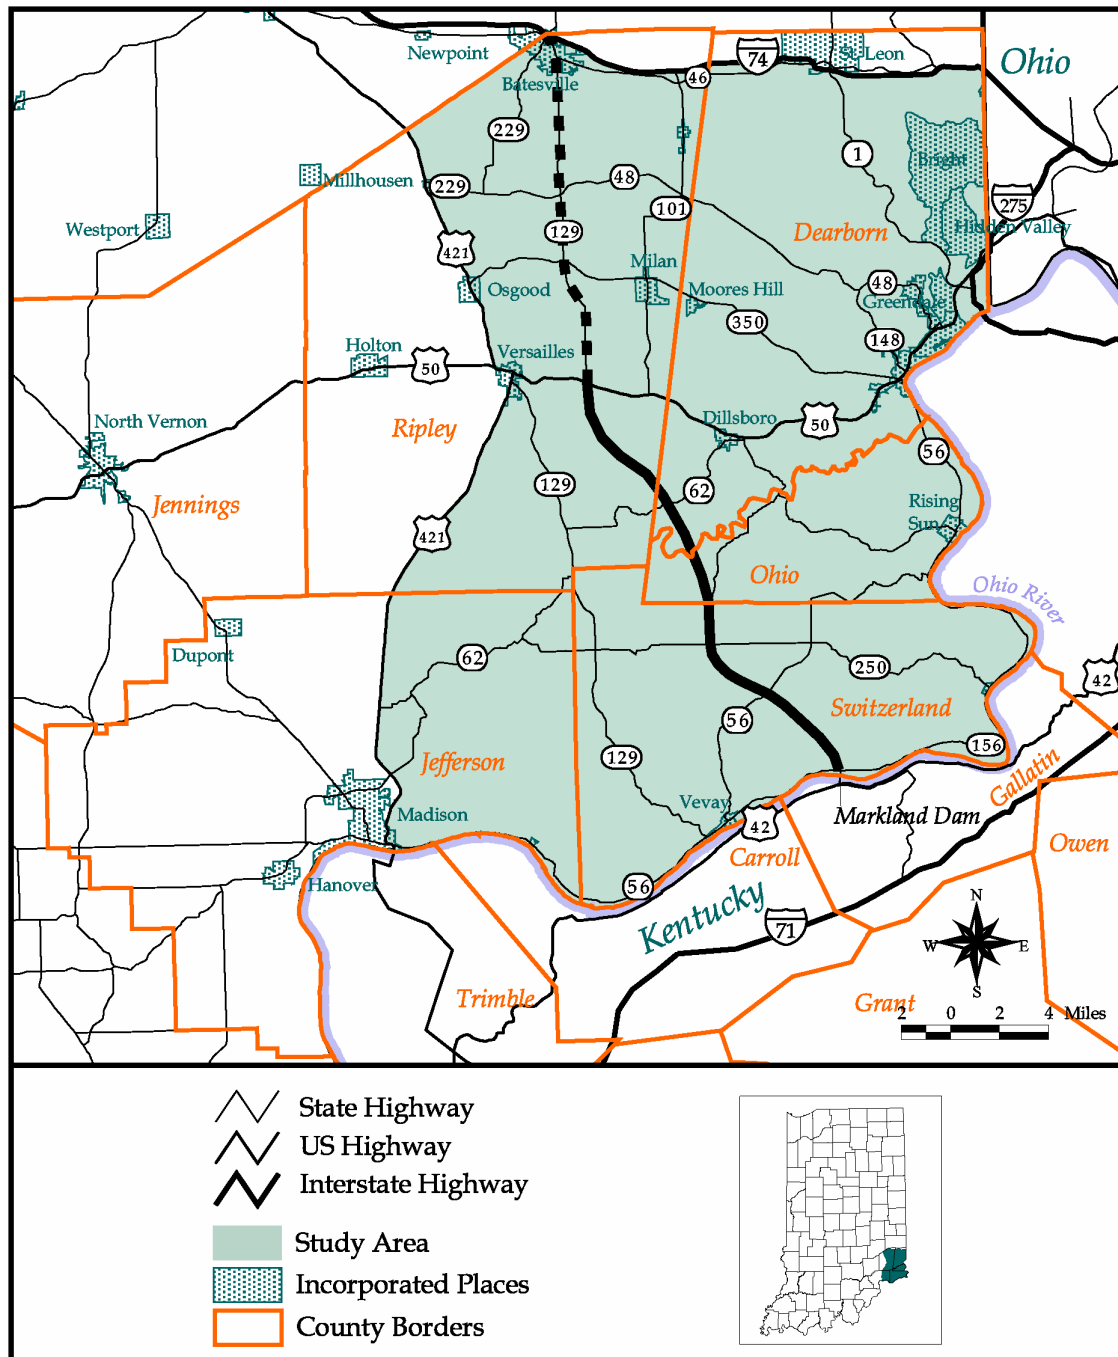 Newpoint
74
St. Leon
Ohio
46
Batesville
229
1
Bright
Millhousen
229
48
275
101
Westport
Hidden Valley
129
Dearborn
421
Milan
Osgood
Moores Hill
48
Greendale
350
148
Holton
Versailles
50
North Vernon
Dillsboro
50
Ripley
56
129
62
Rising
Sun
Jennings
421
Ohio
Ohio River
Dupont
62
250
42
Switzerland
56
156
129
Jefferson
Gallatin
Vevay
Madison
Markland Dam
42
Owen
Carroll
Hanover
56
Kentucky
71
N
W
E
S
Trimble
Grant
2 0 2 4 Miles
State Highway
US Highway
Interstate Highway
Study Area
Incorporated Places
County Borders